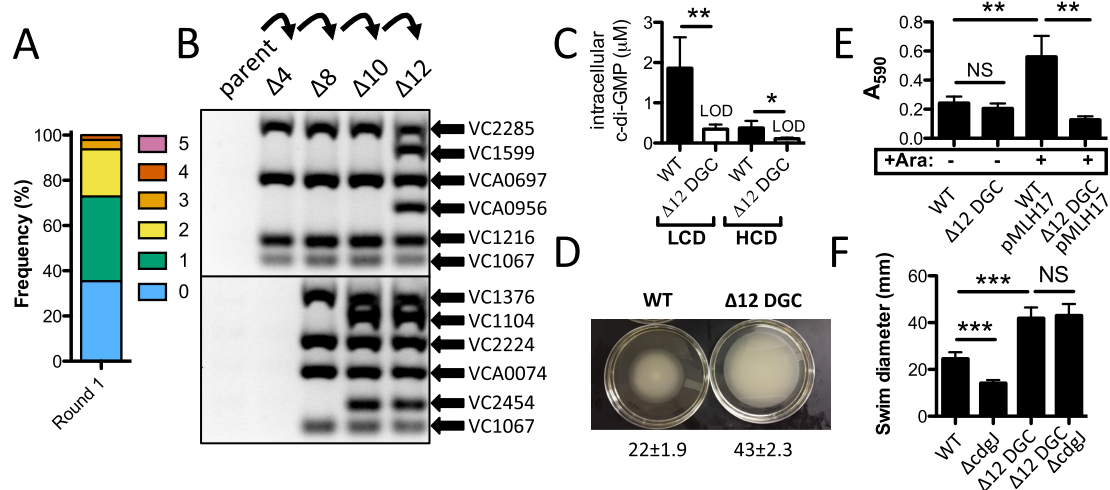 A
Frequency (%)
100
80
60
40
20
0
Round 1
5
4
3
2
1
0
B
parent
Δ4
Δ8
Δ10
Δ12
VC2285
VC1599
VCA0697
VCA0956
VC1216
VC1067
VC1376
VC1104
VC2224
VCA0074
VC2454
VC1067
C
intracellular
c-di-GMP (μM)
3
2
1
0
**
LOD
*
LOD
WT
Δ12 DGC
WT
Δ12 DGC
LCD
HCD
D
WT
Δ12 DGC
22±1.9
43±2.3
E
A590
0.8
0.6
0.4
0.2
0.0
**
**
NS
+Ara: - - + +
WT
Δ12 DGC
WT
pMLH17
Δ12 DGC
pMLH17
F
Swim diameter (mm)
60
40
20
0
***
NS
***
WT
ΔcdgJ
Δ12 DGC
Δ12 DGC
ΔcdgJ